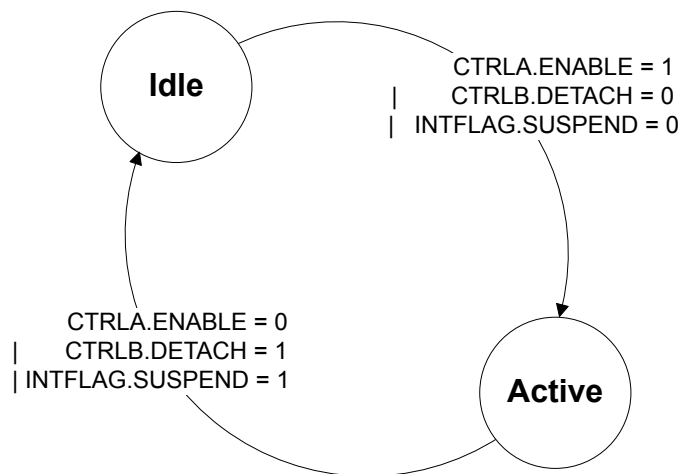 Idle
CTRLA.ENABLE = 1
| CTRLB.DETACH = 0
| INTFLAG.SUSPEND = 0
CTRLA.ENABLE = 0
| CTRLB.DETACH = 1
| INTFLAG.SUSPEND = 1
Active